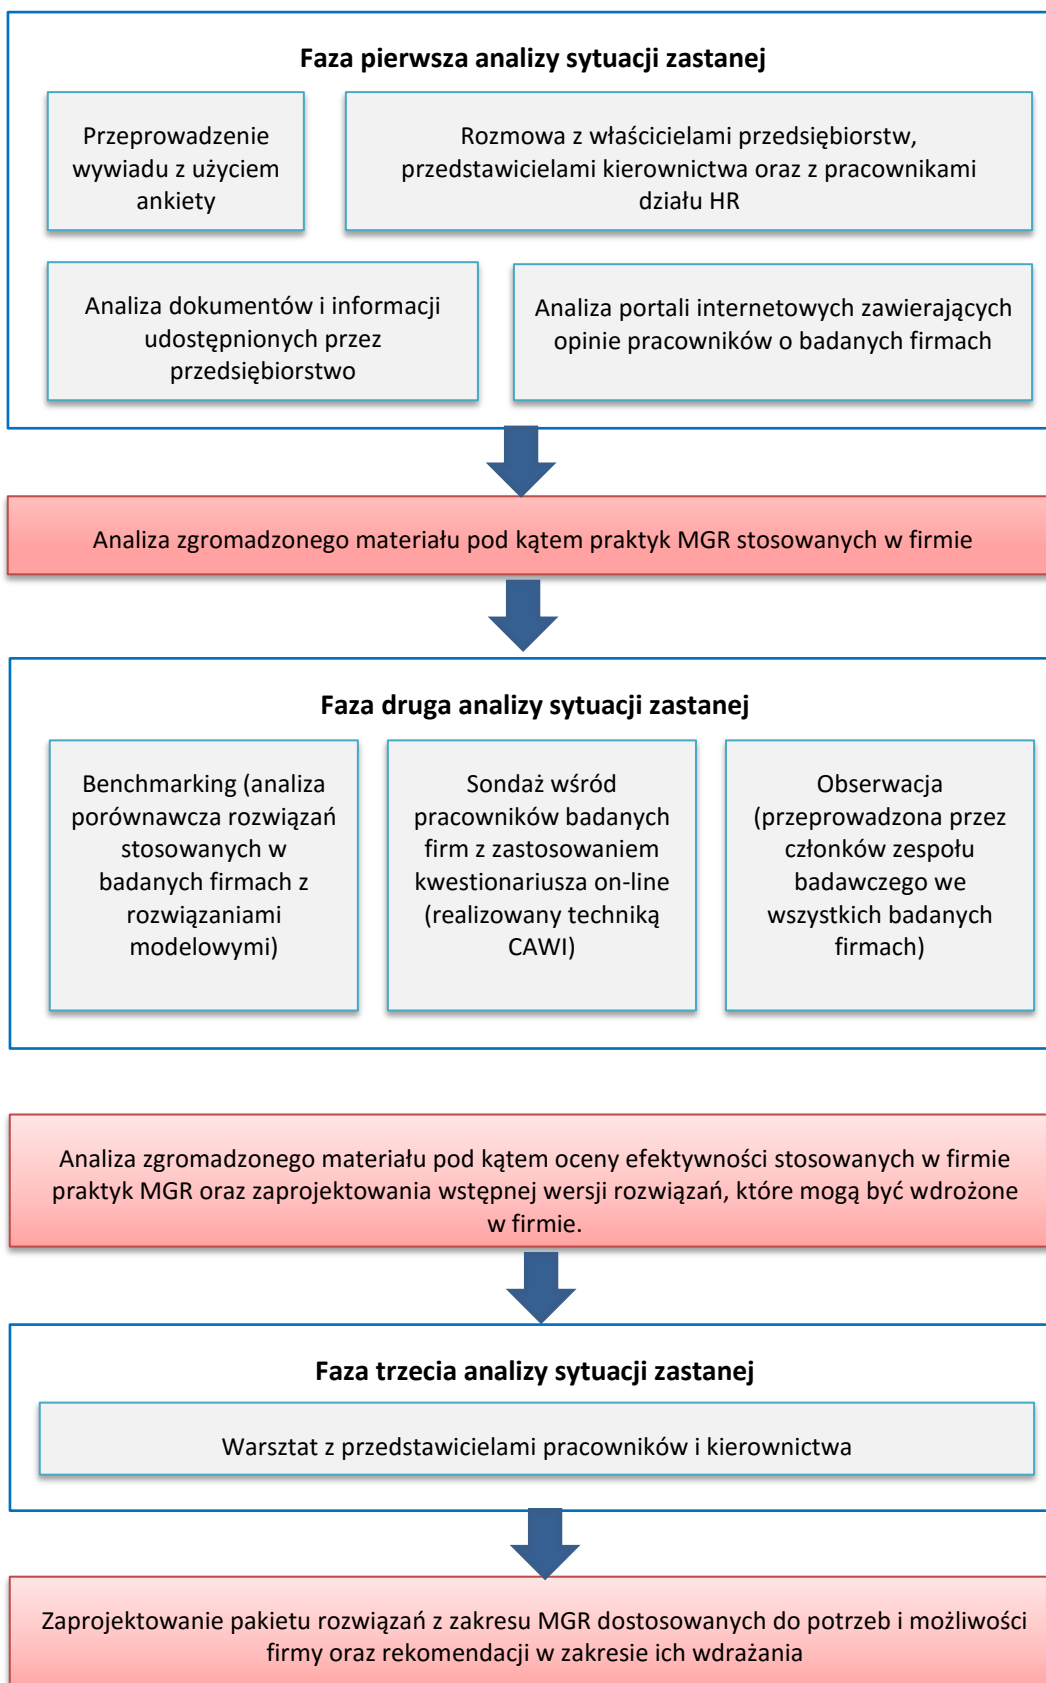 Faza pierwsza analizy sytuacji zastanej
Przeprowadzenie
wywiadu z użyciem
ankiety
Rozmowa z właścicielami przedsiębiorstw,
przedstawicielami kierownictwa oraz z pracownikami
działu HR
Analiza dokumentów i informacji
udostępnionych przez
przedsiębiorstwo
Analiza portali internetowych zawierających
opinie pracowników o badanych firmach
Analiza zgromadzonego materiału pod kątem praktyk MGR stosowanych w firmie
Faza druga analizy sytuacji zastanej
Benchmarking (analiza
porównawcza rozwiązań
stosowanych w
badanych firmach z
rozwiązaniami
modelowymi)
Sondaż wśród
pracowników badanych
firm z zastosowaniem
kwestionariusza on-line
(realizowany techniką
CAWI)
Obserwacja
(przeprowadzona przez
członków zespołu
badawczego we
wszystkich badanych
firmach)
Analiza zgromadzonego materiału pod kątem oceny efektywności stosowanych w firmie
praktyk MGR oraz zaprojektowania wstępnej wersji rozwiązań, które mogą być wdrożone
w firmie.
Faza trzecia analizy sytuacji zastanej
Warsztat z przedstawicielami pracowników i kierownictwa
Zaprojektowanie pakietu rozwiązań z zakresu MGR dostosowanych do potrzeb i możliwości
firmy oraz rekomendacji w zakresie ich wdrażania